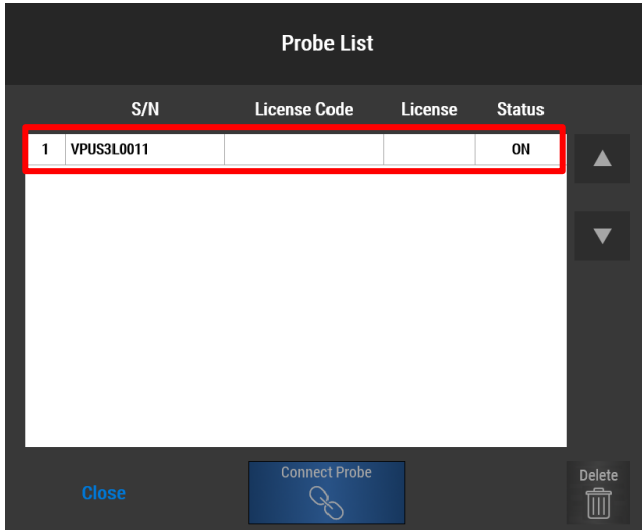 Probe List
S/N License Code License Status
1 VPUS3L0011 ON
Close
Connect Probe
Delete